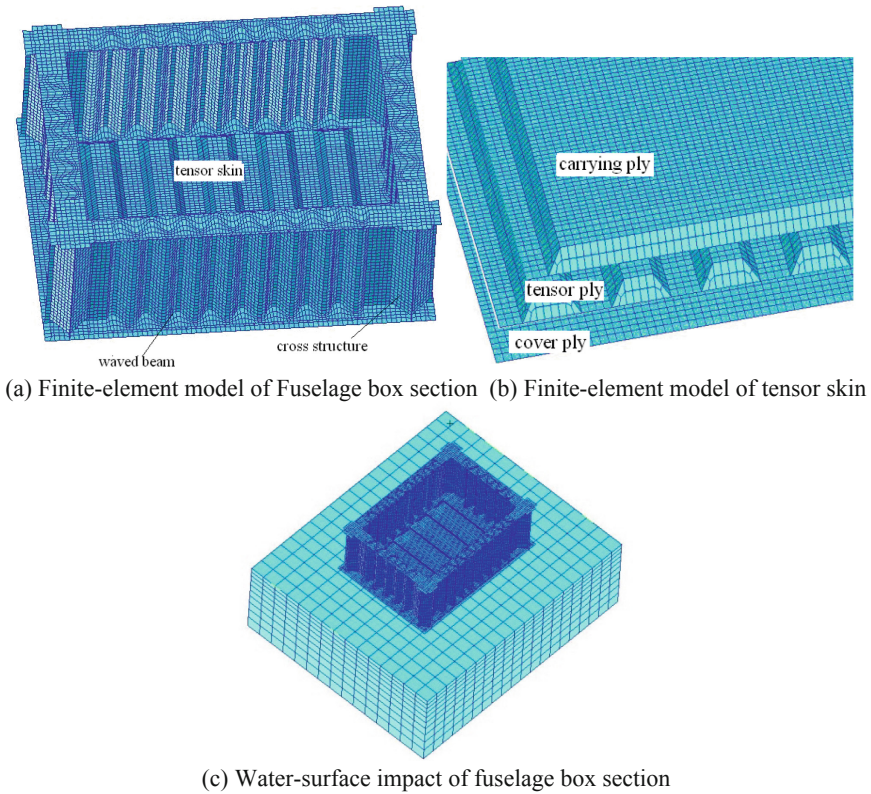 tensor skin
waved beam
cross structure
carrying ply
tensor ply
cover ply
(a) Finite-element model of Fuselage box section (b) Finite-element model of tensor skin
(c) Water-surface impact of fuselage box section